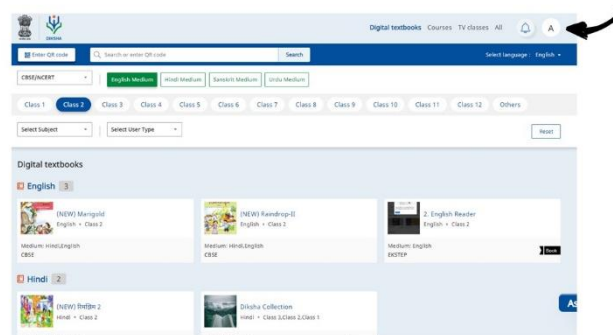 Digital textbooks Courses TV classes All A
DIKSHA
Enter QR code Search or enter QR code Search Select language : English
CBSE/NCERT English Medium Hindi Medium Sanskrit Medium Urdu Medium
Class 1 Class 2 Class 3 Class 4 Class 5 Class 6 Class 7 Class 8 Class 9 Class 10 Class 11 Class 12 Others
Select Subject Select User Type Reset
Digital textbooks
English 3
(NEW) Marigold (NEW) Raindrop-II 2. English Reader
English • Class 2 English • Class 2 English • Class 2
Medium: Hindi,English Medium: Hindi,English Medium: English
CBSE CBSE EKSTEP Book
Hindi 2
(NEW) रिमझिम 2 Diksha Collection
Hindi • Class 2 Hindi • Class 3,Class 2,Class 1
As